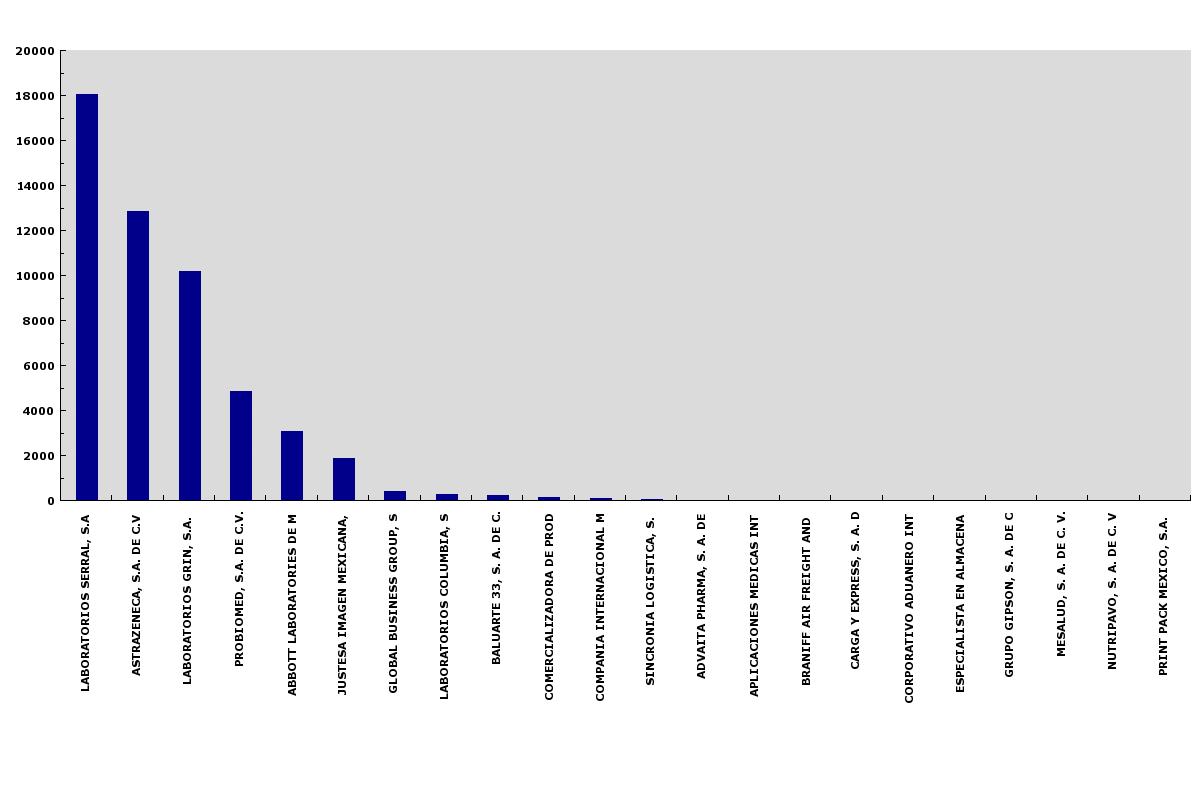 20000
18000
16000
14000
12000
10000
8000
6000
4000
2000
0
LABORATORIOS SERRAL, S.A
ASTRAZENECA, S.A. DE C.V
LABORATORIOS GRIN, S.A.
PROBIOMED, S.A. DE C.V.
ABBOTT LABORATORIES DE M
JUSTESA IMAGEN MEXICANA,
GLOBAL BUSINESS GROUP, S
LABORATORIOS COLUMBIA, S
BALUARTE 33, S. A. DE C.
COMERCIALIZADORA DE PROD
COMPANIA INTERNACIONAL M
SINCRONIA LOGISTICA, S.
ADVAITA PHARMA, S. A. DE
APLICACIONES MEDICAS INT
BRANIFF AIR FREIGHT AND
CARGA Y EXPRESS, S. A. D
CORPORATIVO ADUANERO INT
ESPECIALISTA EN ALMACENA
GRUPO GIPSON, S. A. DE C
MESALUD, S. A. DE C. V.
NUTRIPAVO, S. A. DE C. V
PRINT PACK MEXICO, S.A.